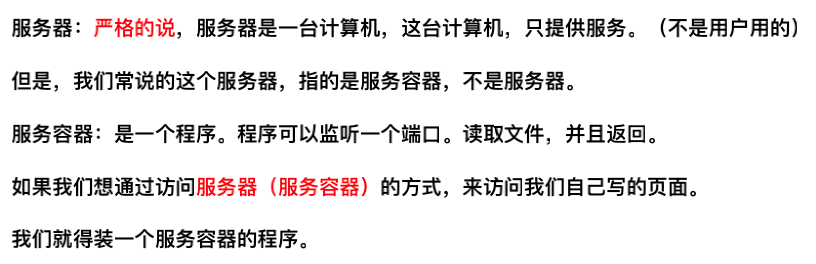 服务器：严格的说，服务器是一台计算机，这台计算机，只提供服务。（不是用户用的）
但是，我们常说的这个服务器，指的是服务容器，不是服务器。
服务容器：是一个程序。程序可以监听一个端口。读取文件，并且返回。
如果我们想通过访问服务器（服务容器）的方式，来访问我们自己写的页面。
我们就得装一个服务容器的程序。